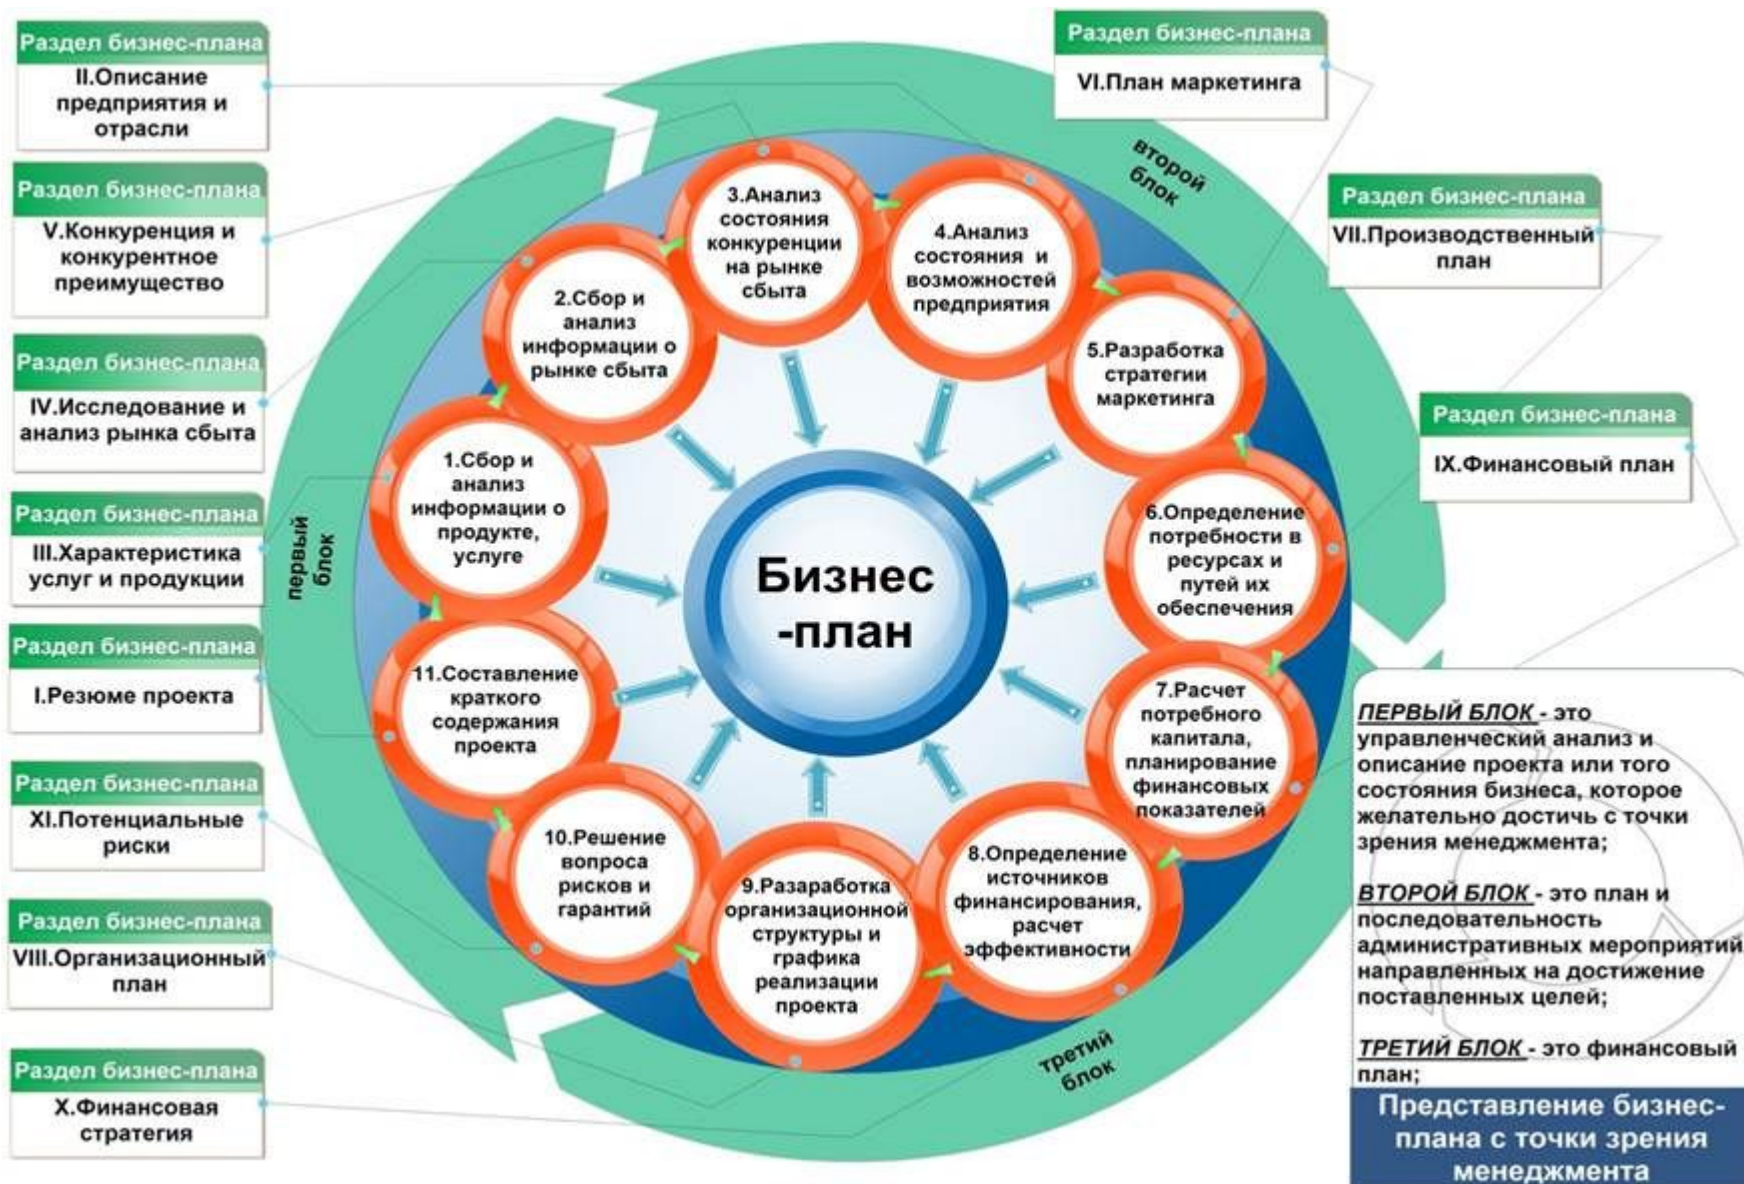 Раздел бизнес-плана
II.Описание
предприятия и
отрасли
Раздел бизнес-плана
V.Конкуренция и
конкурентное
преимущество
Раздел бизнес-плана
IV.Исследование и
анализ рынка сбыта
Раздел бизнес-плана
III.Характеристика
услуг и продукции
Раздел бизнес-плана
I.Резюме проекта
Раздел бизнес-плана
XI.Потенциальные
риски
Раздел бизнес-плана
VIII.Организационный
план
Раздел бизнес-плана
X.Финансовая
стратегия
первый
блок
второй
блок
третий
блок
1.Сбор и
анализ
информации о
продукте,
услуге
2.Сбор и
анализ
информации о
рынке сбыта
3.Анализ
состояния
конкуренции
на рынке
сбыта
4.Анализ
состояния и
возможностей
предприятия
5.Разработка
стратегии
маркетинга
6.Определение
потребности в
ресурсах и
путей их
обеспечения
7.Расчет
потребного
капитала,
планирование
финансовых
показателей
8.Определение
источников
финансирования,
расчет
эффективности
9.Разаработка
организационной
структуры и
графика
реализации
проекта
10.Решение
вопроса
рисков и
гарантий
11.Составление
краткого
содержания
проекта
Бизнес
-план
Раздел бизнес-плана
VI.План маркетинга
Раздел бизнес-плана
VII.Производственный
план
Раздел бизнес-плана
IX.Финансовый план
ПЕРВЫЙ БЛОК - это
управленческий анализ и
описание проекта или того
состояния бизнеса, которое
желательно достичь с точки
зрения менеджмента;
ВТОРОЙ БЛОК - это план и
последовательность
административных мероприятий,
направленных на достижение
поставленных целей;
ТРЕТИЙ БЛОК - это финансовый
план;
Представление бизнес-
плана с точки зрения
менеджмента